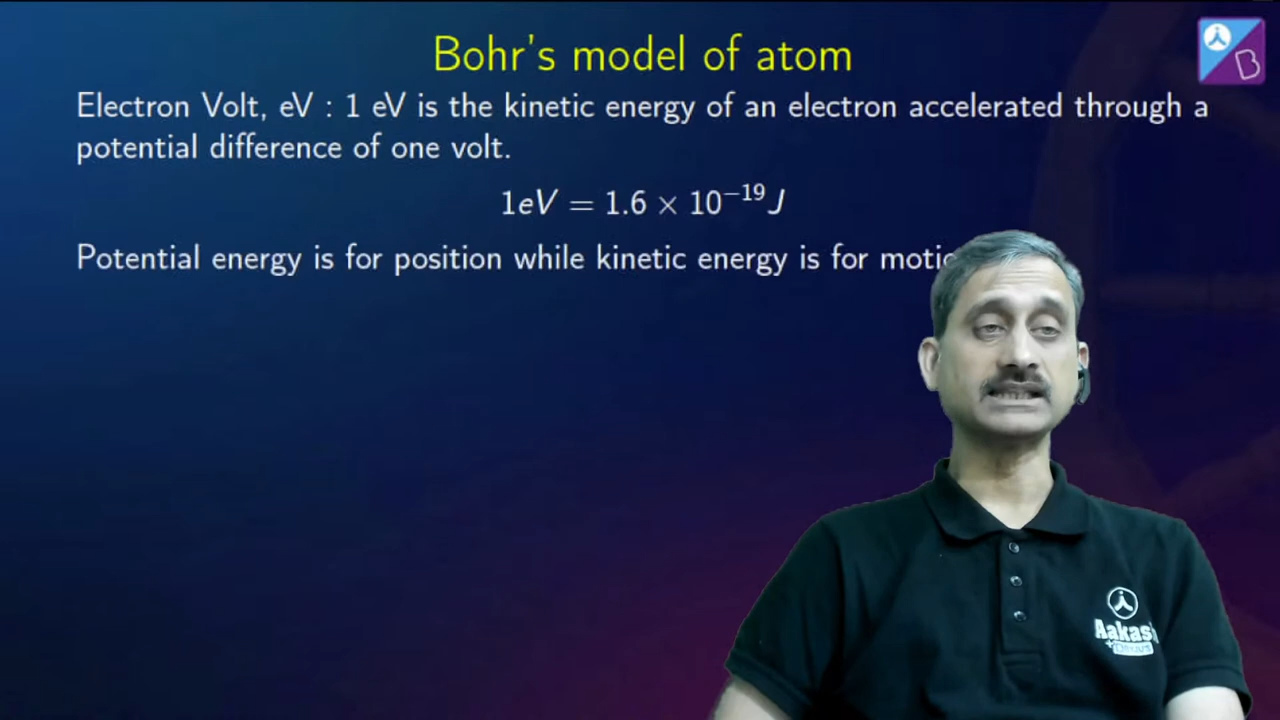 Bohr's model of atom
Electron Volt, eV : 1 eV is the kinetic energy of an electron accelerated through a
potential difference of one volt.
1eV = 1.6 × 10⁻¹⁹J
Potential energy is for position while kinetic energy is for
B
Aakash